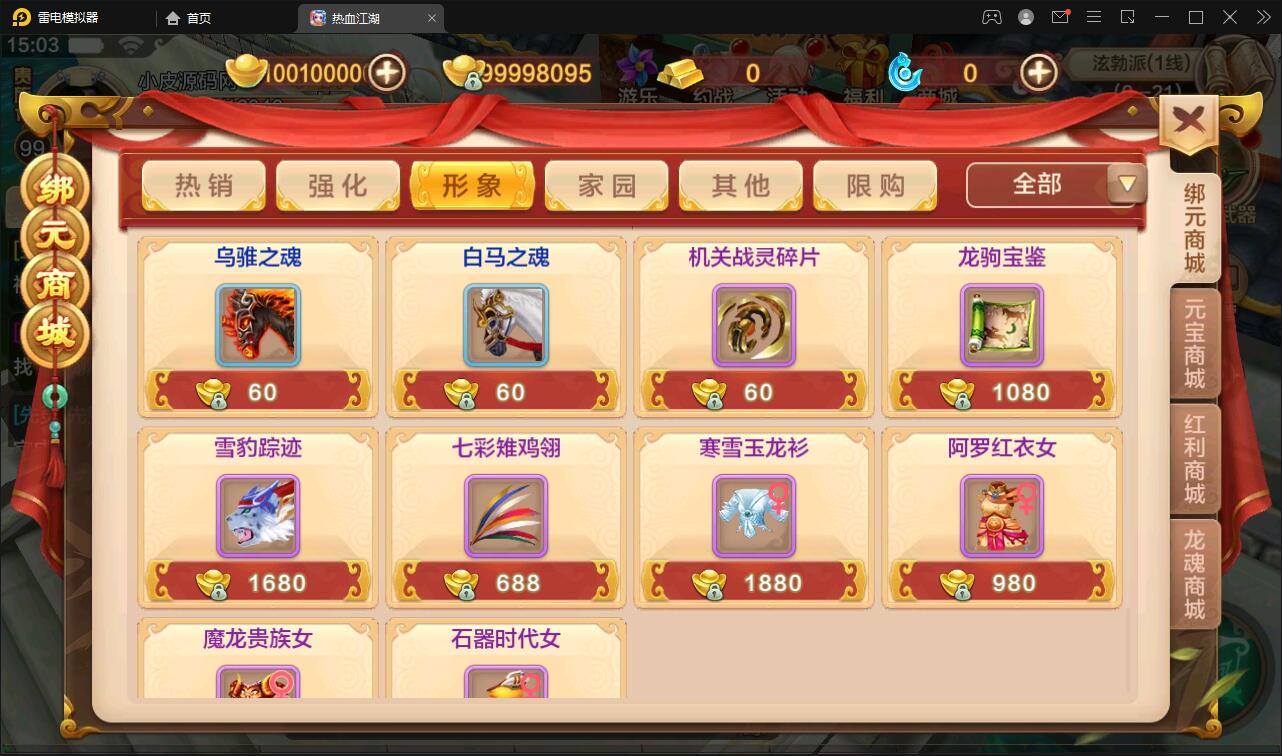 雷电模拟器
首页
热血江湖
15:03
小皮源码网
10010000
99998095
0
0
泫勃派(1线)
游乐
约战
活动
福利
商城
绑元商城
热销
强化
形象
家园
其他
限购
全部
绑元商城
元宝商城
红利商城
龙魂商城
乌骓之魂
60
白马之魂
60
机关战灵碎片
60
龙驹宝鉴
1080
雪豹踪迹
1680
七彩雉鸡翎
688
寒雪玉龙衫
1880
阿罗红衣女
980
魔龙贵族女
石器时代女